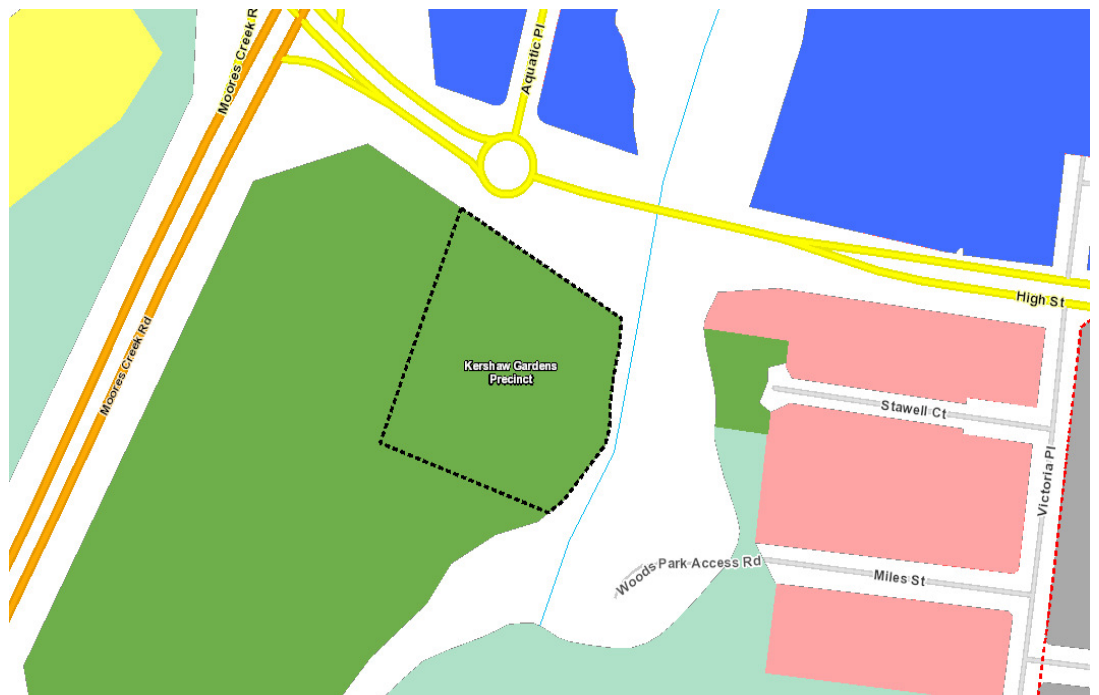 Moores Creek R
Aquatic Pl
High St
Moores Creek Rd
Kershaw Gardens
Precinct
Stawell Ct
Victoria Pl
Woods Park Access Rd
Miles St